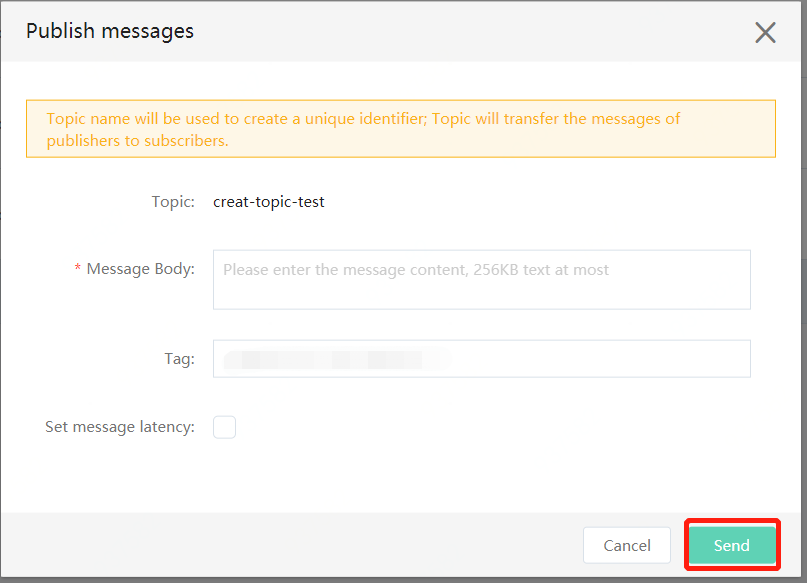 Publish messages
Topic name will be used to create a unique identifier; Topic will transfer the messages of
publishers to subscribers.
Topic: creat-topic-test
* Message Body: Please enter the message content, 256KB text at most
Tag:
Set message latency:
Cancel Send